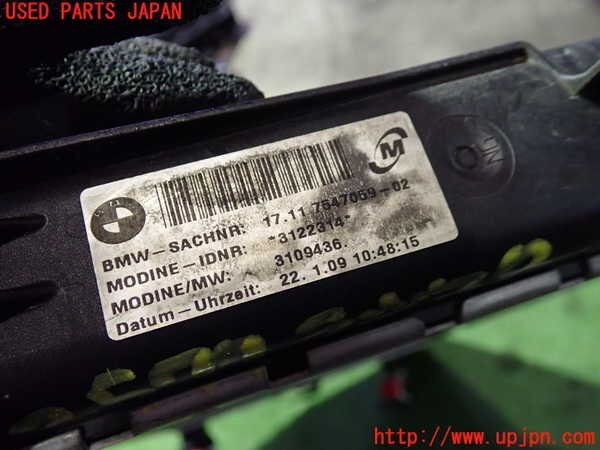 USED PARTS JAPAN
M
BMW-SACHNR: 17.11 7547059-02
MODINE-IDNR: *3122314*
MODINE/MW: 3109436.
Datum-Uhrzeit: 22. 1.09 10:48:15
http://www.upjpn.com/